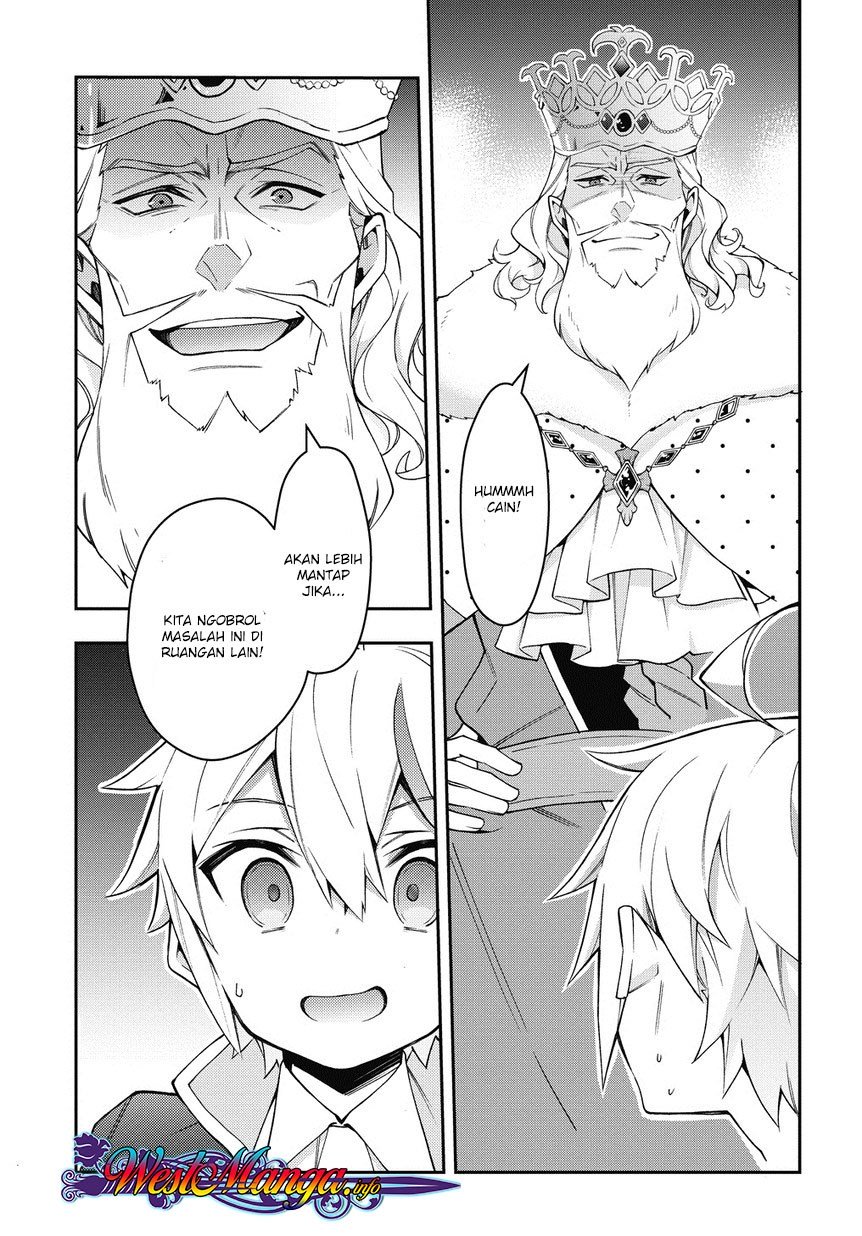 HUMMMH
CAIN!
AKAN LEBIH
MANTAP
JIKA...
KITA NGOBROL
MASALAH INI DI
RUANGAN LAIN!
WestManga.info